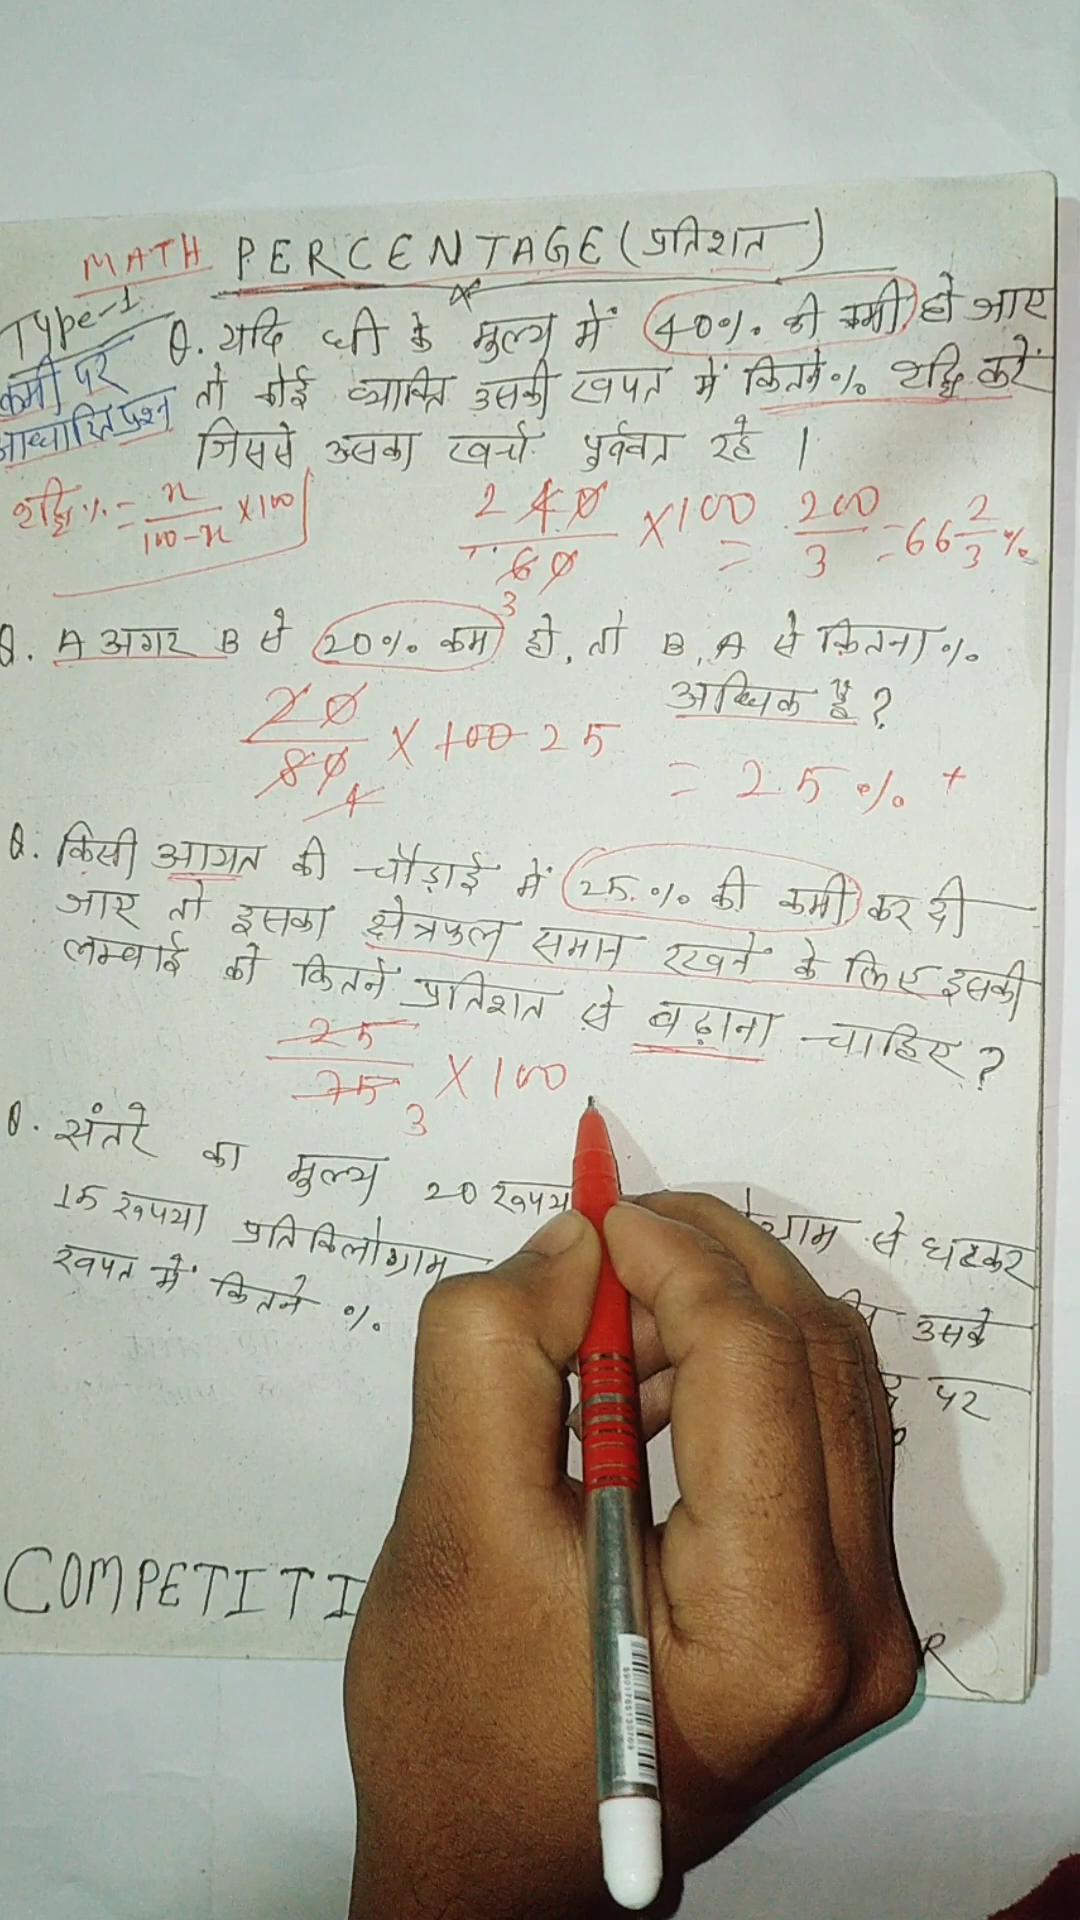 MATH PERCENTAGE (प्रतिशत)
Type-1
कमी पर
आधारित प्रश्न
Q. यदि घी के मुल्य में 40% की कमी हो जाए
तो कोई व्यक्ति उसकी खपत में कितने % वृद्धि करें
जिससे उसका खर्च पूर्ववत रहे ।
वृद्धि % = x/100-x ×100
2 40/60 3 ×100 = 200/3 = 66 2/3 %
Q. A अगर B से 20% कम हो, तो B, A से कितना %
अधिक है ?
20/80 4 × 100 25 = 25% +
Q. किसी आयत की चौड़ाई में 25% की कमी कर दी
जाए तो इसका क्षेत्रफल समान रखने के लिए इसकी
लम्बाई को कितने प्रतिशत से बढ़ाना चाहिए ?
25/75 3 × 100
Q. संतरे का मुल्य 20 रूपय ग्राम से घटकर
15 रूपया प्रतिकिलोग्राम उसके
खपत में कितने % पर
COMPETITI R